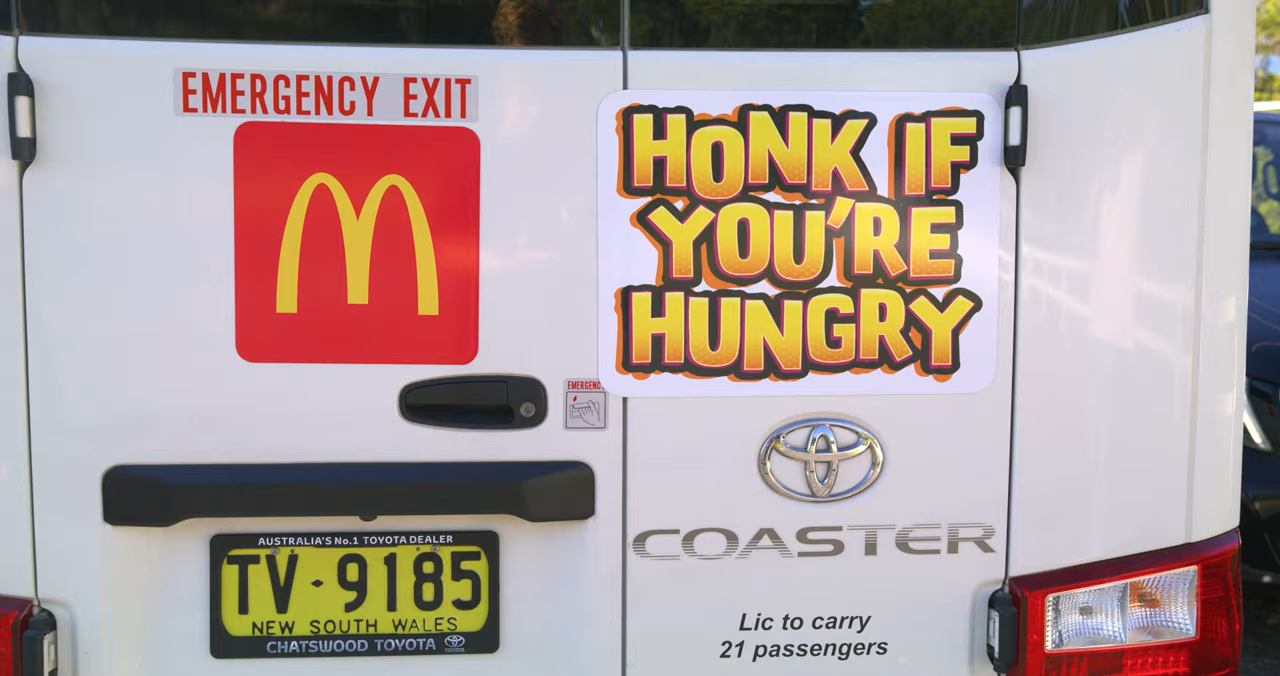 EMERGENCY EXIT
HONK IF
YOU'RE
HUNGRY
EMERGENC
COASTER
AUSTRALIA'S No.1 TOYOTA DEALER
TV·9185
NEW SOUTH WALES
CHATSWOOD TOYOTA
TOYOTA
Lic to carry
21 passengers